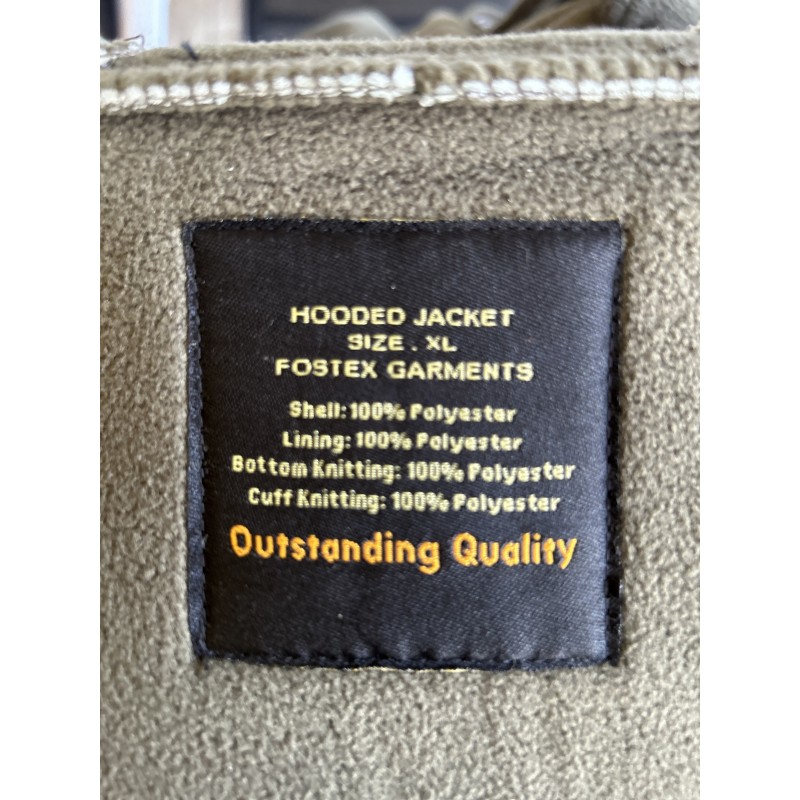 HOODED JACKET
SIZE . XL
FOSTEX GARMENTS
Shell: 100% Polyester
Lining: 100% Polyester
Bottom Knitting: 100% Polyester
Cuff Knitting: 100% Polyester
Outstanding Quality